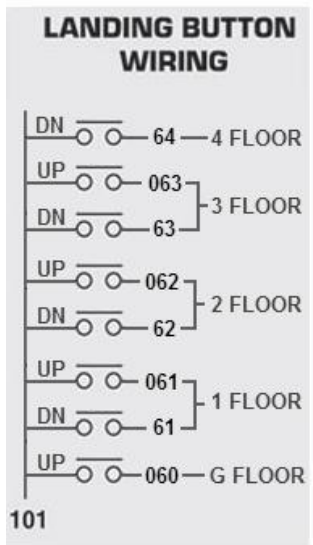 LANDING BUTTON
WIRING
DN 64 4 FLOOR
UP 063
3 FLOOR
DN 63
UP 062
2 FLOOR
DN 62
UP 061
1 FLOOR
DN 61
UP 060 G FLOOR
101